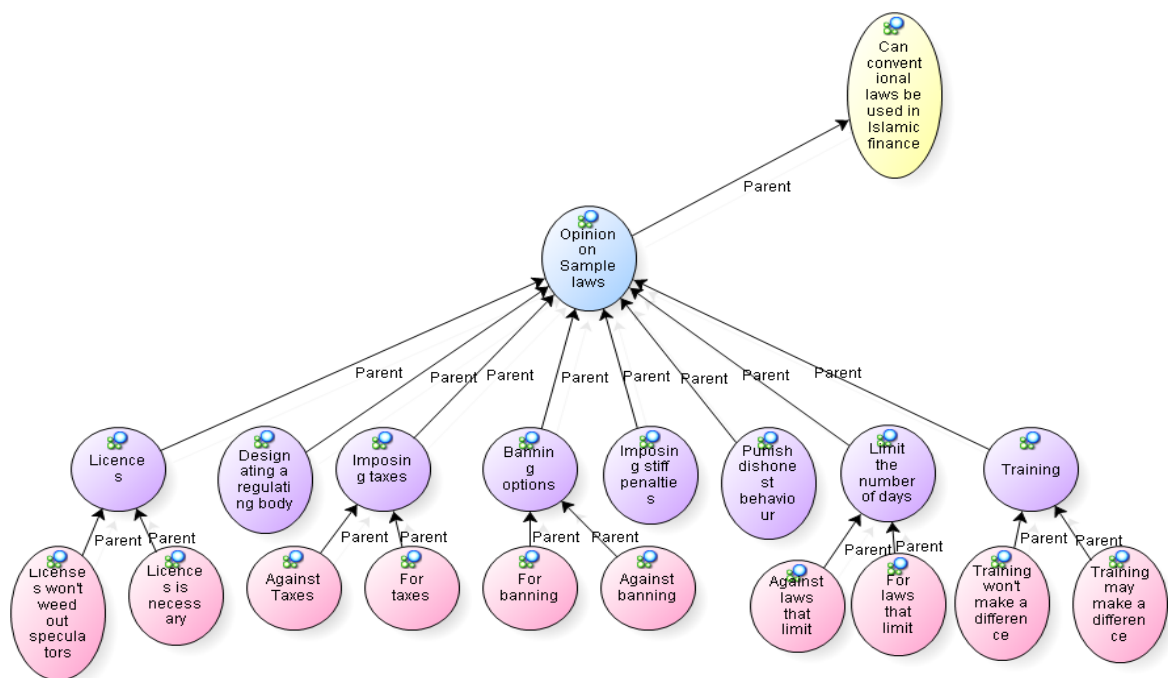 Can
convent
ional
laws be
used in
Islamic
finance
Parent
Opinion
on
Sample
laws
Parent
Parent
Parent
Parent
Parent
Parent
Parent
Parent
Licence
s
Design
ating a
regulati
ng body
Imposin
g taxes
Bannin
g
options
Imposin
g stiff
penaltie
s
Punish
dishone
st
behavio
ur
Limit
the
number
of days
Training
Parent
Parent
Parent
Parent
Parent
Parent
Parent
Parent
Parent
Parent
License
s won't
weed
out
specula
tors
Licence
s is
necess
ary
Against
Taxes
For
taxes
For
banning
Against
banning
Against
laws
that
limit
For
laws
that
limit
Training
won't
make a
differen
ce
Training
may
make a
differen
ce